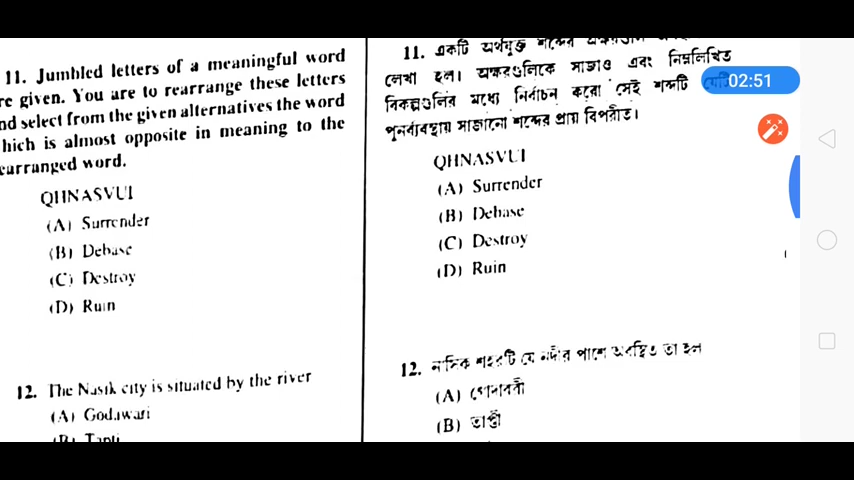 11. Jumbled letters of a meaningful word
re given. You are to rearrange these letters
nd select from the given alternatives the word
hich is almost opposite in meaning to the
earranged word.
QHNASVUI
(A) Surrender
(B) Debase
(C) Destroy
(D) Ruin
12. The Nasik city is situated by the river
(A) Godawari
(B) Tapti
11. একটি অর্থযুক্ত শব্দের অক্ষরগুলি
লেখা হল। অক্ষরগুলিকে সাজাও এবং নিম্নলিখিত
বিকল্পগুলির মধ্যে নির্বাচন করো সেই শব্দটি যেটি
পুনর্ব্যবস্থায় সাজানো শব্দের প্রায় বিপরীত।
QHNASVUI
(A) Surrender
(B) Debase
(C) Destroy
(D) Ruin
12. নাসিক শহরটি যে নদীর পাশে অবস্থিত তা হল
(A) গোদাবরী
(B) তাপ্তী
02:51